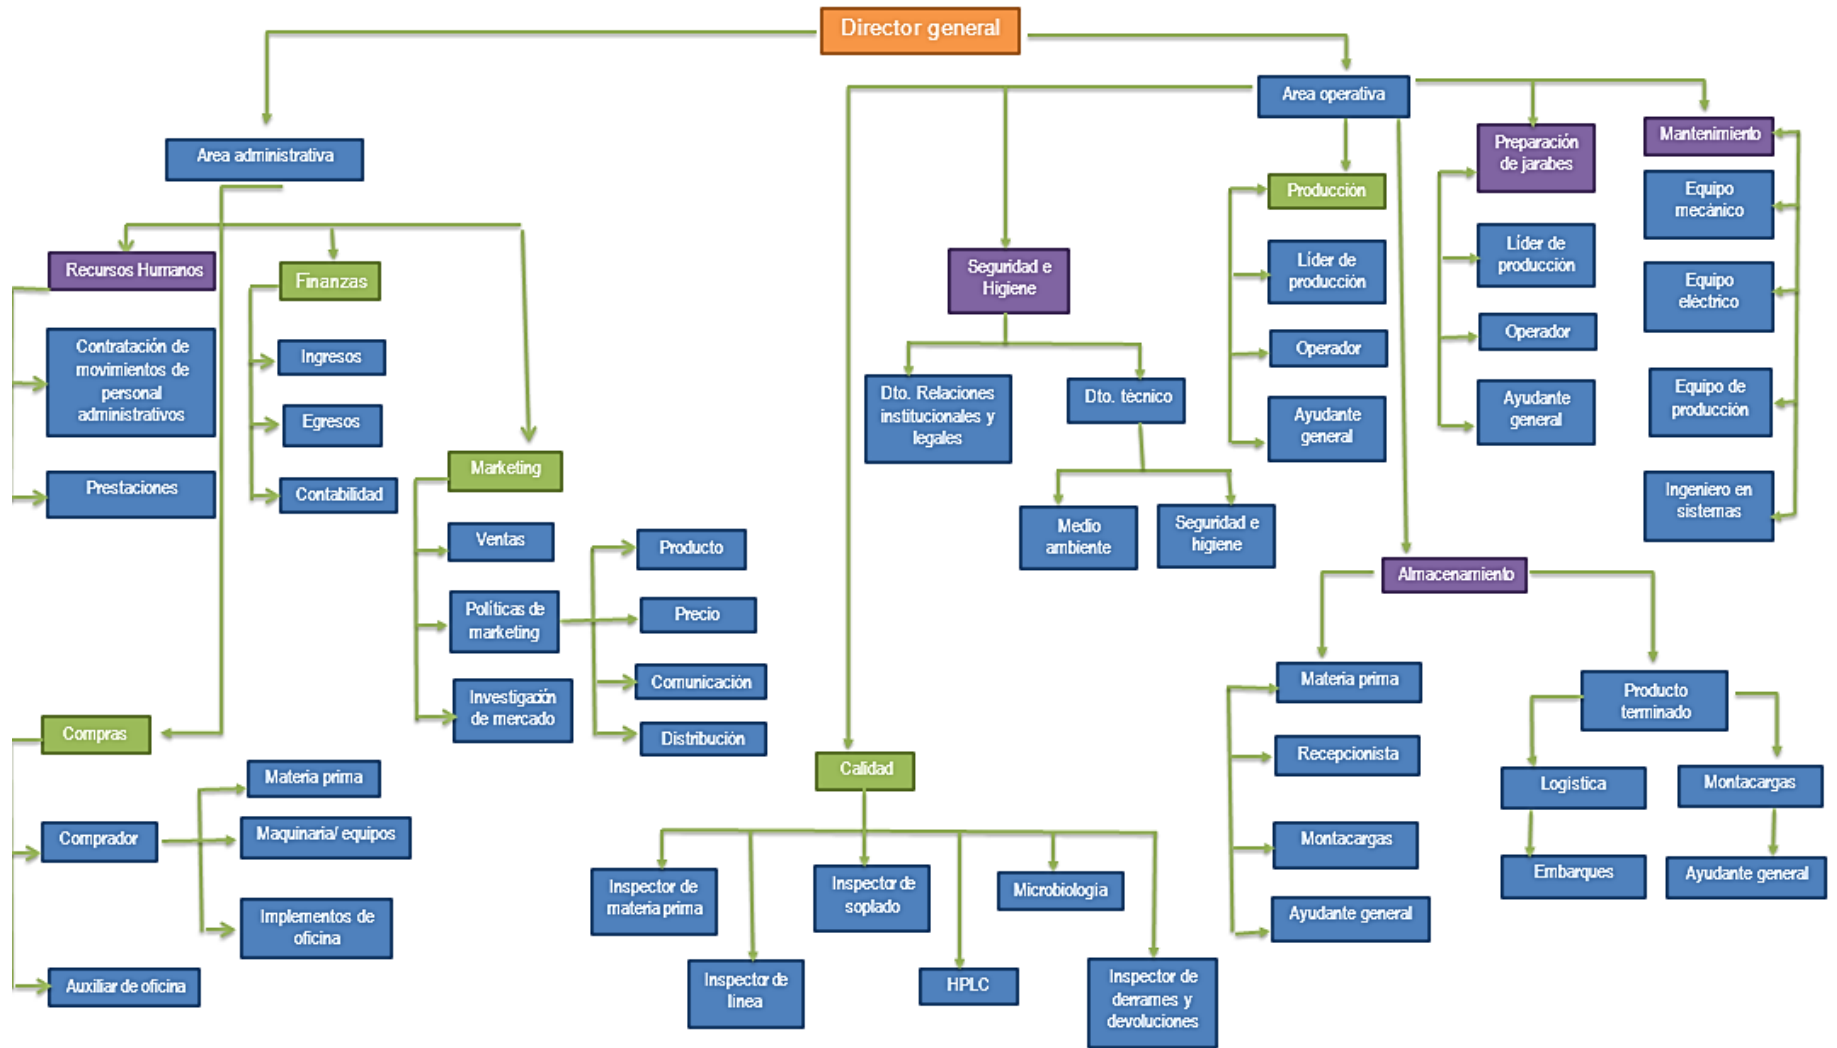 Director general
Area operativa
Area administrativa
Recursos Humanos
Contratación de
movimientos de
personal
administrativos
Prestaciones
Finanzas
Ingresos
Egresos
Contabilidad
Marketing
Ventas
Políticas de
marketing
Investigación
de mercado
Producto
Precio
Comunicación
Distribución
Compras
Comprador
Materia prima
Maquinaria/ equipos
Implementos de
oficina
Auxiliar de oficina
Seguridad e
Higiene
Dto. Relaciones
institucionales y
legales
Dto. técnico
Medio
ambiente
Seguridad e
higiene
Producción
Líder de
producción
Operador
Ayudante
general
Preparación
de jarabes
Líder de
producción
Operador
Ayudante
general
Mantenimiento
Equipo
mecánico
Equipo
eléctrico
Equipo de
producción
Ingeniero en
sistemas
Almacenamiento
Materia prima
Recepcionista
Montacargas
Ayudante general
Producto
terminado
Logística
Embarques
Montacargas
Ayudante general
Calidad
Inspector de
materia prima
Inspector de
línea
Inspector de
soplado
HPLC
Microbiología
Inspector de
derrames y
devoluciones